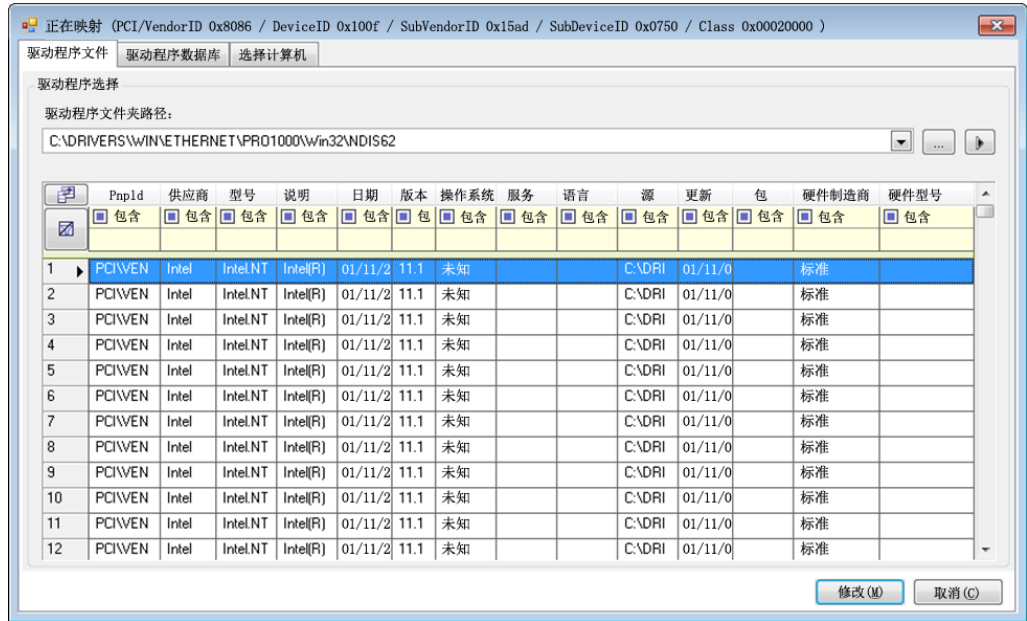 正在映射 (PCI/VendorID 0x8086 / DeviceID 0x100f / SubVendorID 0x15ad / SubDeviceID 0x0750 / Class 0x00020000 )
驱动程序文件 驱动程序数据库 选择计算机
驱动程序选择
驱动程序文件夹路径:
C:\DRIVERS\WIN\ETHERNET\PRO1000\Win32\NDIS62 ...
PnpId 供应商 型号 说明 日期 版本 操作系统 服务 语言 源 更新 包 硬件制造商 硬件型号
包含 包含 包含 包含 包含 包 包含 包含 包含 包含 包含 包含 包含 包含
1 PCI\VEN Intel Intel.NT Intel(R) 01/11/2 11.1 未知 C:\DRI 01/11/0 标准
2 PCI\VEN Intel Intel.NT Intel(R) 01/11/2 11.1 未知 C:\DRI 01/11/0 标准
3 PCI\VEN Intel Intel.NT Intel(R) 01/11/2 11.1 未知 C:\DRI 01/11/0 标准
4 PCI\VEN Intel Intel.NT Intel(R) 01/11/2 11.1 未知 C:\DRI 01/11/0 标准
5 PCI\VEN Intel Intel.NT Intel(R) 01/11/2 11.1 未知 C:\DRI 01/11/0 标准
6 PCI\VEN Intel Intel.NT Intel(R) 01/11/2 11.1 未知 C:\DRI 01/11/0 标准
7 PCI\VEN Intel Intel.NT Intel(R) 01/11/2 11.1 未知 C:\DRI 01/11/0 标准
8 PCI\VEN Intel Intel.NT Intel(R) 01/11/2 11.1 未知 C:\DRI 01/11/0 标准
9 PCI\VEN Intel Intel.NT Intel(R) 01/11/2 11.1 未知 C:\DRI 01/11/0 标准
10 PCI\VEN Intel Intel.NT Intel(R) 01/11/2 11.1 未知 C:\DRI 01/11/0 标准
11 PCI\VEN Intel Intel.NT Intel(R) 01/11/2 11.1 未知 C:\DRI 01/11/0 标准
12 PCI\VEN Intel Intel.NT Intel(R) 01/11/2 11.1 未知 C:\DRI 01/11/0 标准
修改(M) 取消(C)